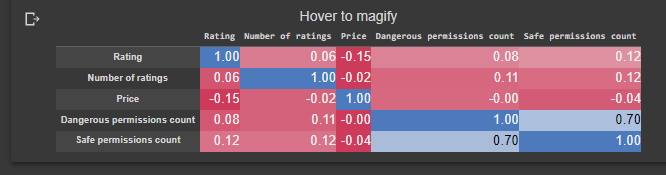 Hover to magify
Rating Number of ratings Price Dangerous permissions count Safe permissions count
Rating 1.00 0.06 -0.15 0.08 0.12
Number of ratings 0.06 1.00 -0.02 0.11 0.12
Price -0.15 -0.02 1.00 -0.00 -0.04
Dangerous permissions count 0.08 0.11 -0.00 1.00 0.70
Safe permissions count 0.12 0.12 -0.04 0.70 1.00